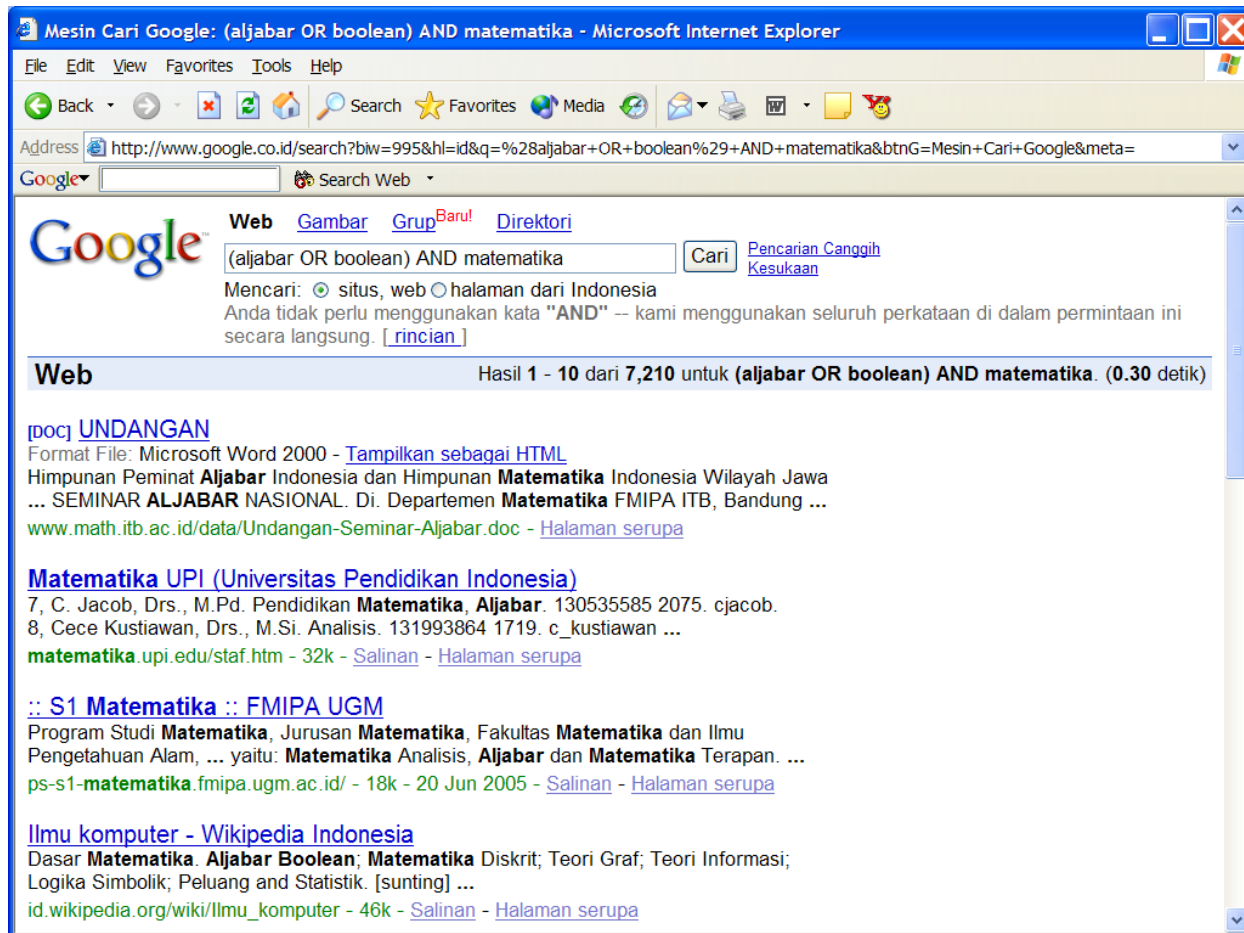 Mesin Cari Google: (aljabar OR boolean) AND matematika - Microsoft Internet Explorer
File Edit View Favorites Tools Help
Back Search Favorites Media
Address http://www.google.co.id/search?biw=995&hl=id&q=%28aljabar+OR+boolean%29+AND+matematika&btnG=Mesin+Cari+Google&meta=
Google Search Web
Web Gambar Grup Baru! Direktori
Google
(aljabar OR boolean) AND matematika Cari Pencarian Canggih
Kesukaan
Mencari: situs, web halaman dari Indonesia
Anda tidak perlu menggunakan kata "AND" -- kami menggunakan seluruh perkataan di dalam permintaan ini
secara langsung. [ rincian ]
Web Hasil 1 - 10 dari 7,210 untuk (aljabar OR boolean) AND matematika. (0.30 detik)
[DOC] UNDANGAN
Format File: Microsoft Word 2000 - Tampilkan sebagai HTML
Himpunan Peminat Aljabar Indonesia dan Himpunan Matematika Indonesia Wilayah Jawa
... SEMINAR ALJABAR NASIONAL. Di. Departemen Matematika FMIPA ITB, Bandung ...
www.math.itb.ac.id/data/Undangan-Seminar-Aljabar.doc - Halaman serupa
Matematika UPI (Universitas Pendidikan Indonesia)
7, C. Jacob, Drs., M.Pd. Pendidikan Matematika, Aljabar. 130535585 2075. cjacob.
8, Cece Kustiawan, Drs., M.Si. Analisis. 131993864 1719. c_kustiawan ...
matematika.upi.edu/staf.htm - 32k - Salinan - Halaman serupa
:: S1 Matematika :: FMIPA UGM
Program Studi Matematika, Jurusan Matematika, Fakultas Matematika dan Ilmu
Pengetahuan Alam, ... yaitu: Matematika Analisis, Aljabar dan Matematika Terapan. ...
ps-s1-matematika.fmipa.ugm.ac.id/ - 18k - 20 Jun 2005 - Salinan - Halaman serupa
Ilmu komputer - Wikipedia Indonesia
Dasar Matematika. Aljabar Boolean; Matematika Diskrit; Teori Graf; Teori Informasi;
Logika Simbolik; Peluang and Statistik. [sunting] ...
id.wikipedia.org/wiki/Ilmu_komputer - 46k - Salinan - Halaman serupa